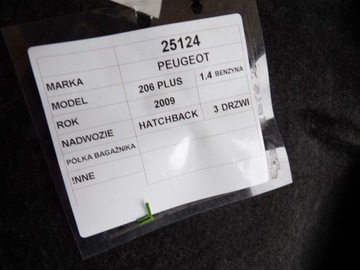 25124
MARKA PEUGEOT
MODEL 206 PLUS 1.4 BENZYNA
ROK 2009
NADWOZIE HATCHBACK 3 DRZWI
PÓŁKA BAGAŻNIKA
INNE